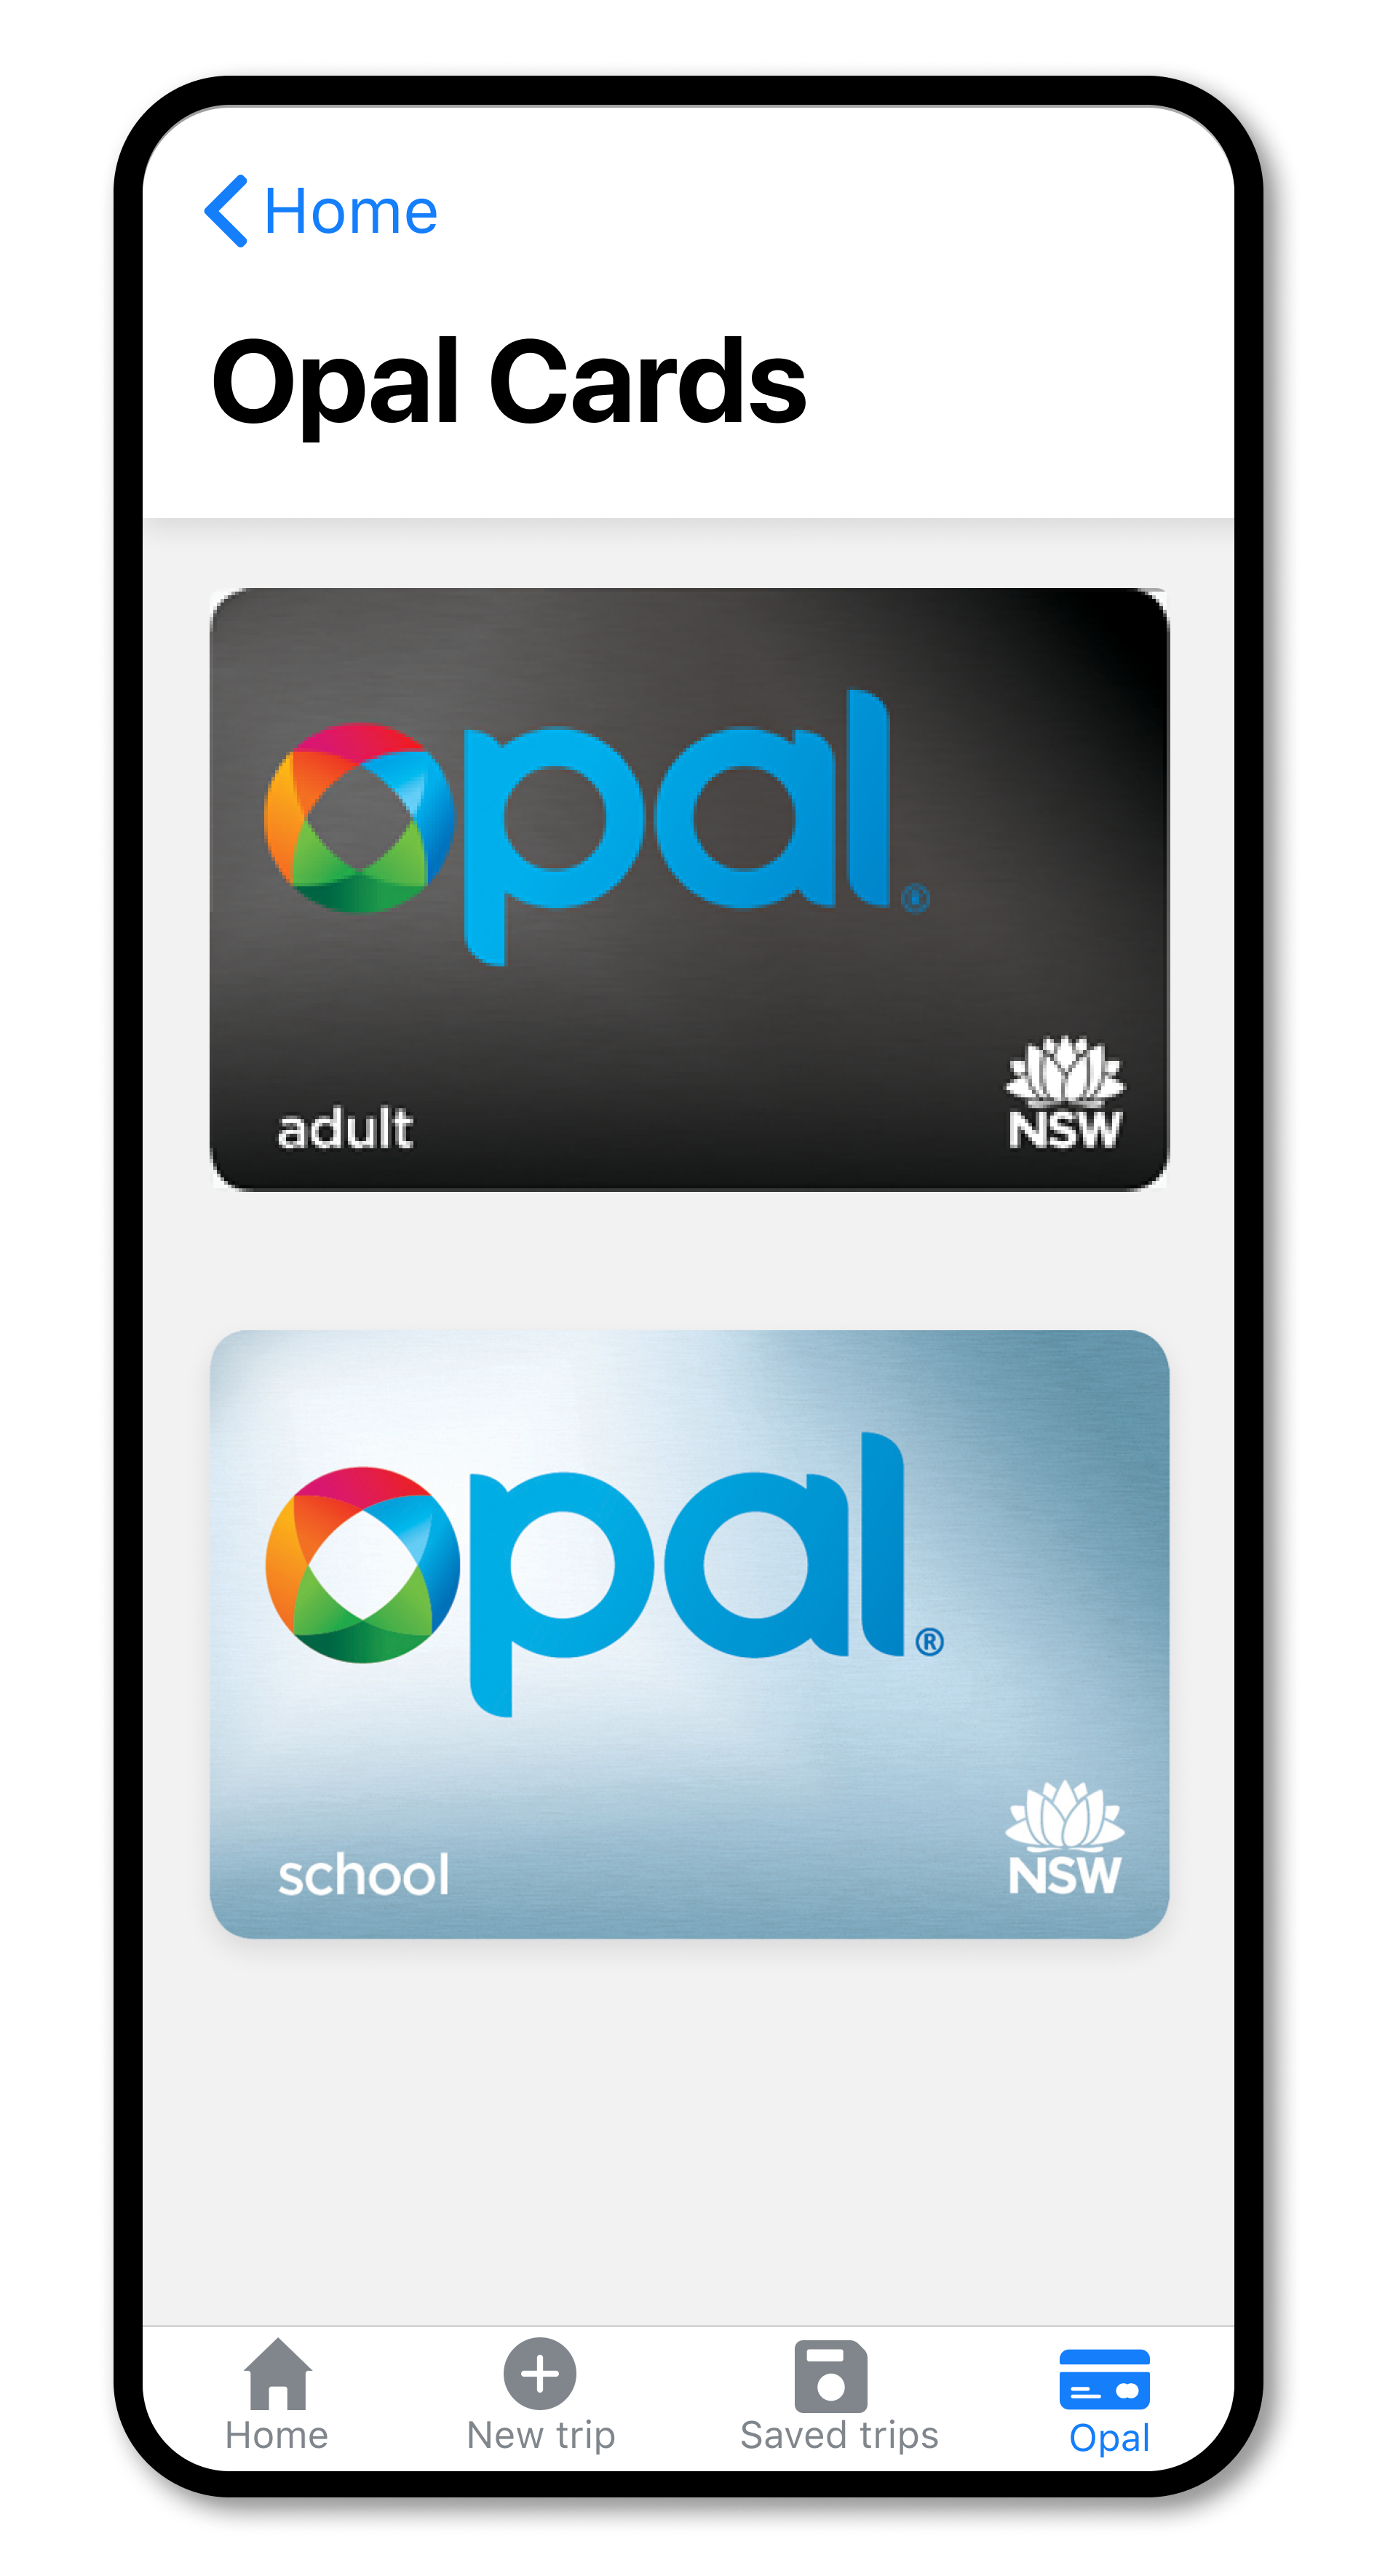 Home
Opal Cards
opal®
adult
NSW
opal®
school
NSW
Home
New trip
Saved trips
Opal